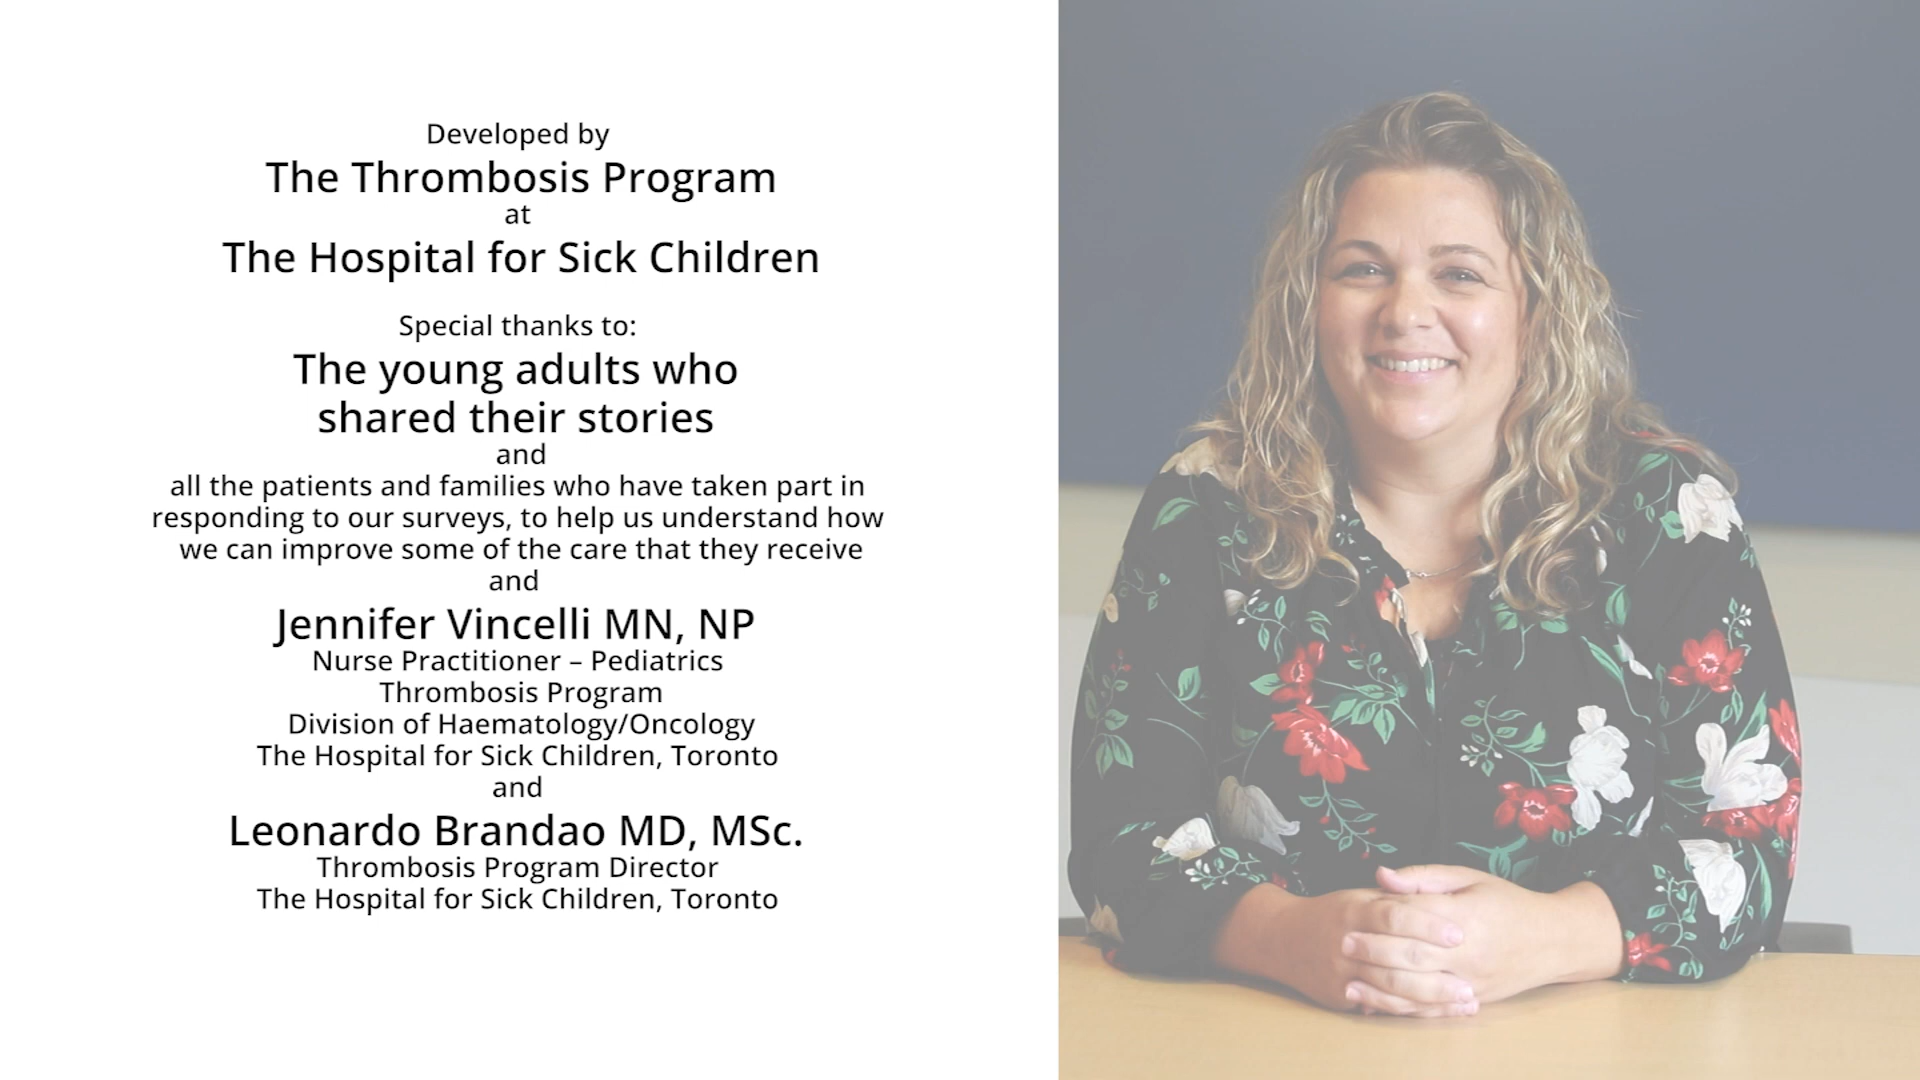 Developed by
The Thrombosis Program
at
The Hospital for Sick Children
Special thanks to:
The young adults who
shared their stories
and
all the patients and families who have taken part in
responding to our surveys, to help us understand how
we can improve some of the care that they receive
and
Jennifer Vincelli MN, NP
Nurse Practitioner – Pediatrics
Thrombosis Program
Division of Haematology/Oncology
The Hospital for Sick Children, Toronto
and
Leonardo Brandao MD, MSc.
Thrombosis Program Director
The Hospital for Sick Children, Toronto